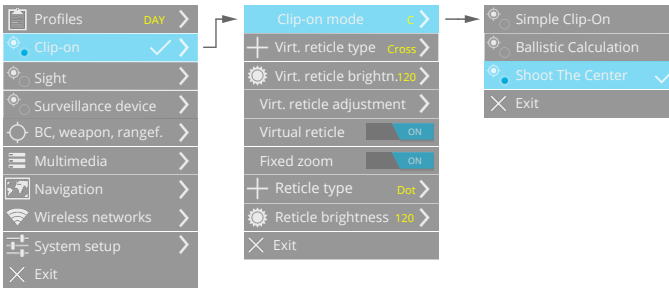 Profiles DAY
Clip-on
Sight
Surveillance device
BC, weapon, rangef.
Multimedia
Navigation
Wireless networks
System setup
Exit
Clip-on mode C
Virt. reticle type Cross
Virt. reticle brightn. 120
Virt. reticle adjustment
Virtual reticle ON
Fixed zoom ON
Reticle type Dot
Reticle brightness 120
Exit
Simple Clip-On
Ballistic Calculation
Shoot The Center
Exit